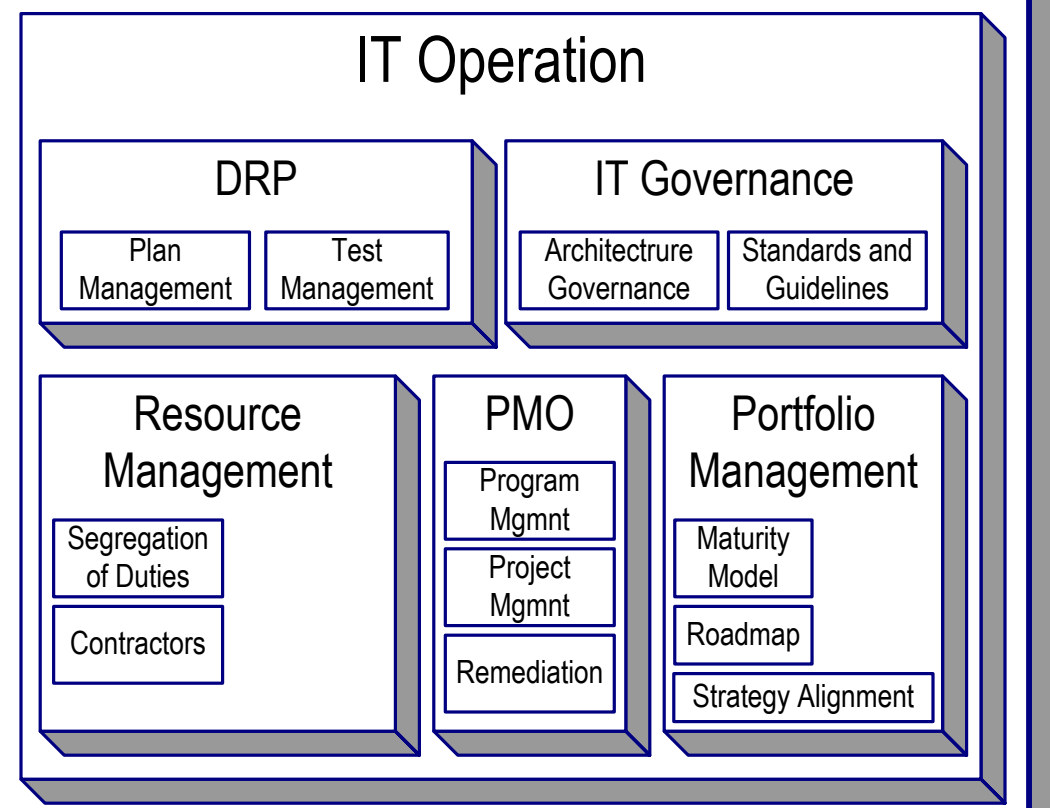 IT Operation
DRP
Plan
Management
Test
Management
IT Governance
Architectrure
Governance
Standards and
Guidelines
Resource
Management
Segregation
of Duties
Contractors
PMO
Program
Mgmnt
Project
Mgmnt
Remediation
Portfolio
Management
Maturity
Model
Roadmap
Strategy Alignment